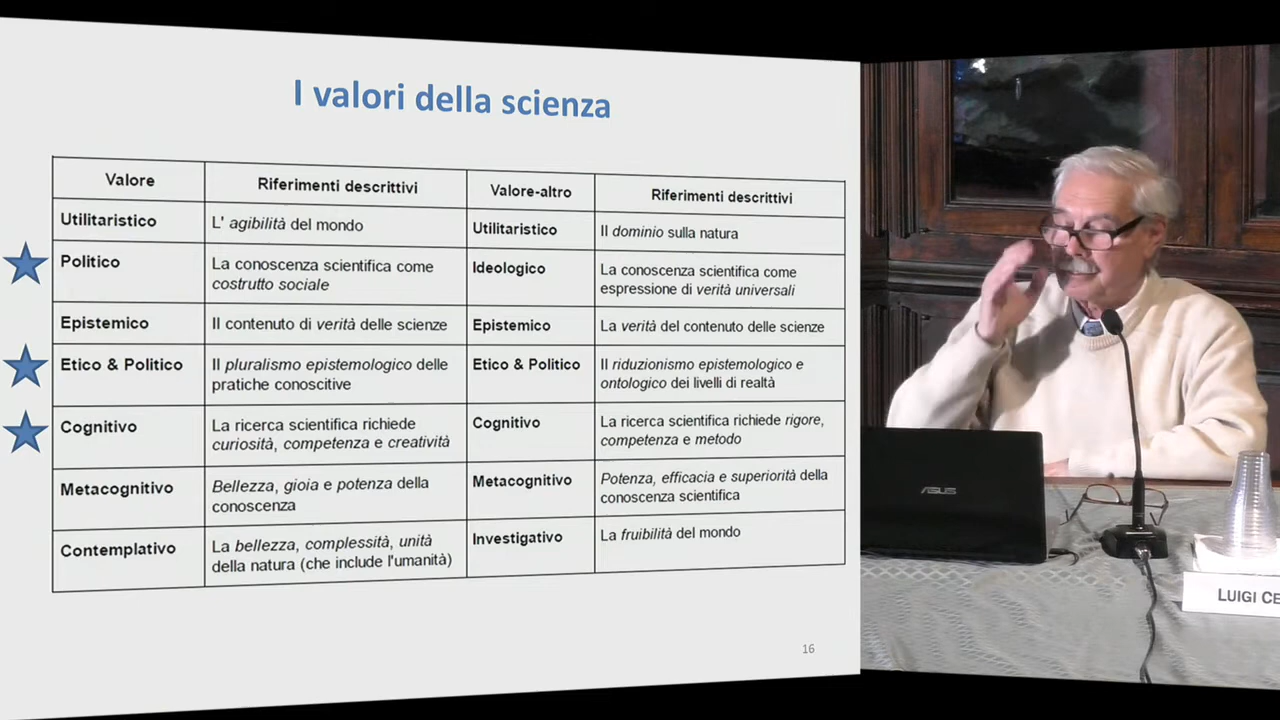 I valori della scienza
Valore
Riferimenti descrittivi
Valore-altro
Riferimenti descrittivi
Utilitaristico
L' agibilità del mondo
Utilitaristico
Il dominio sulla natura
Politico
La conoscenza scientifica come
costrutto sociale
Ideologico
La conoscenza scientifica come
espressione di verità universali
Epistemico
Il contenuto di verità delle scienze
Epistemico
La verità del contenuto delle scienze
Etico & Politico
Il pluralismo epistemologico delle
pratiche conoscitive
Etico & Politico
Il riduzionismo epistemologico e
ontologico dei livelli di realtà
Cognitivo
La ricerca scientifica richiede
curiosità, competenza e creatività
Cognitivo
La ricerca scientifica richiede rigore,
competenza e metodo
Metacognitivo
Bellezza, gioia e potenza della
conoscenza
Metacognitivo
Potenza, efficacia e superiorità della
conoscenza scientifica
Contemplativo
La bellezza, complessità, unità
della natura (che include l'umanità)
Investigativo
La fruibilità del mondo
16
ASUS
LUIGI CE